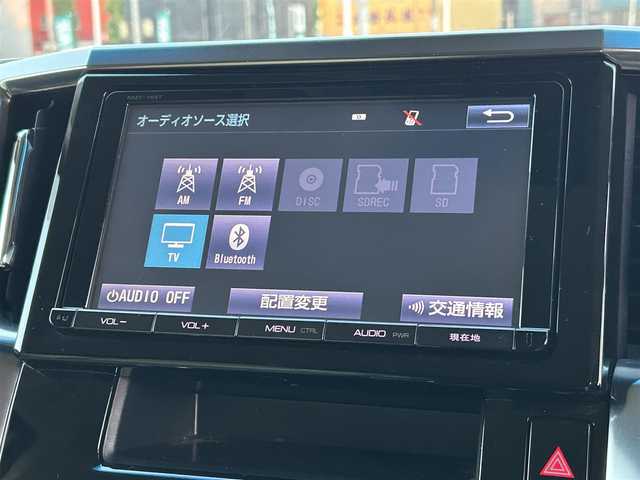 オーディオソース選択
AM FM DISC SDREC SD
TV Bluetooth
AUDIO OFF 配置変更 交通情報
VOL− VOL+ MENU CTRL AUDIO PWR 現在地